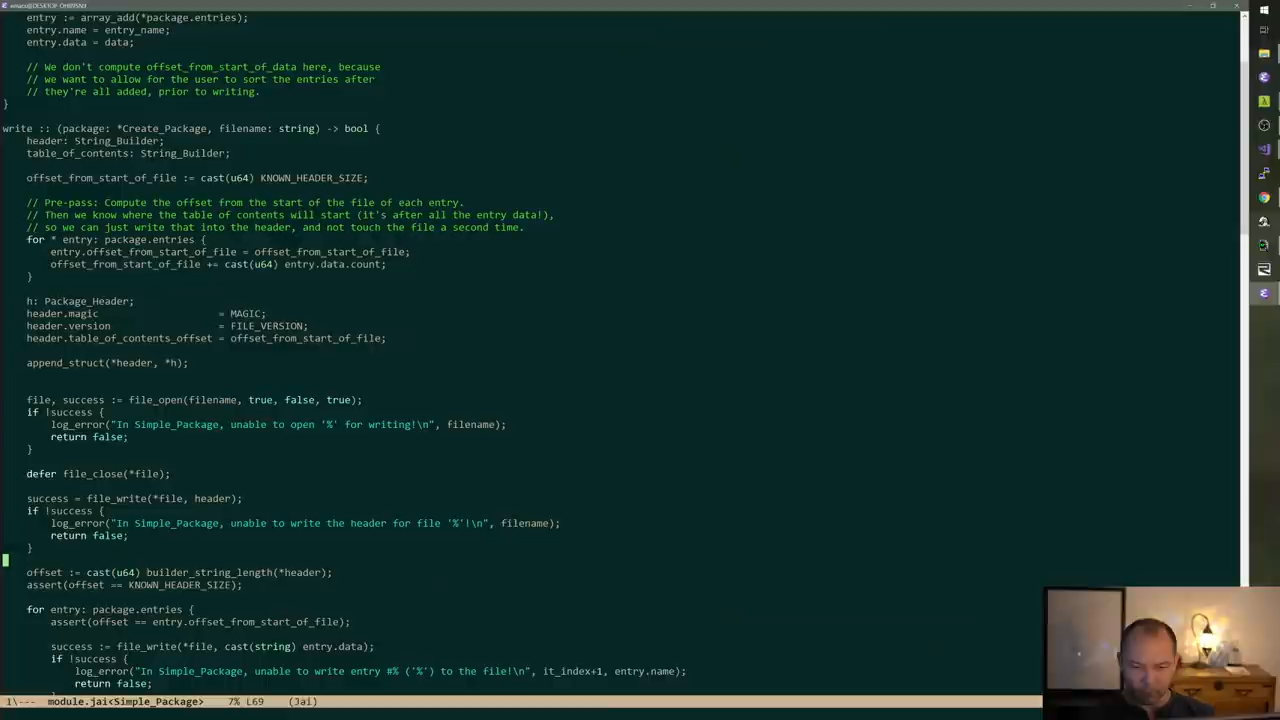 emacs@DESKTOP-OH89SNJ
entry := array_add(*package.entries);
entry.name = entry_name;
entry.data = data;
// We don't compute offset_from_start_of_data here, because
// we want to allow for the user to sort the entries after
// they're all added, prior to writing.
}
write :: (package: *Create_Package, filename: string) -> bool {
header: String_Builder;
table_of_contents: String_Builder;
offset_from_start_of_file := cast(u64) KNOWN_HEADER_SIZE;
// Pre-pass: Compute the offset from the start of the file of each entry.
// Then we know where the table of contents will start (it's after all the entry data!),
// so we can just write that into the header, and not touch the file a second time.
for * entry: package.entries {
entry.offset_from_start_of_file = offset_from_start_of_file;
offset_from_start_of_file += cast(u64) entry.data.count;
}
h: Package_Header;
header.magic = MAGIC;
header.version = FILE_VERSION;
header.table_of_contents_offset = offset_from_start_of_file;
append_struct(*header, *h);
file, success := file_open(filename, true, false, true);
if !success {
log_error("In Simple_Package, unable to open '%' for writing!\n", filename);
return false;
}
defer file_close(*file);
success = file_write(*file, header);
if !success {
log_error("In Simple_Package, unable to write the header for file '%'!\n", filename);
return false;
}
offset := cast(u64) builder_string_length(*header);
assert(offset == KNOWN_HEADER_SIZE);
for entry: package.entries {
assert(offset == entry.offset_from_start_of_file);
success := file_write(*file, cast(string) entry.data);
if !success {
log_error("In Simple_Package, unable to write entry #% ('%') to the file!\n", it_index+1, entry.name);
return false;
1\--- module.jai<Simple_Package> 7% L69 (Jai)